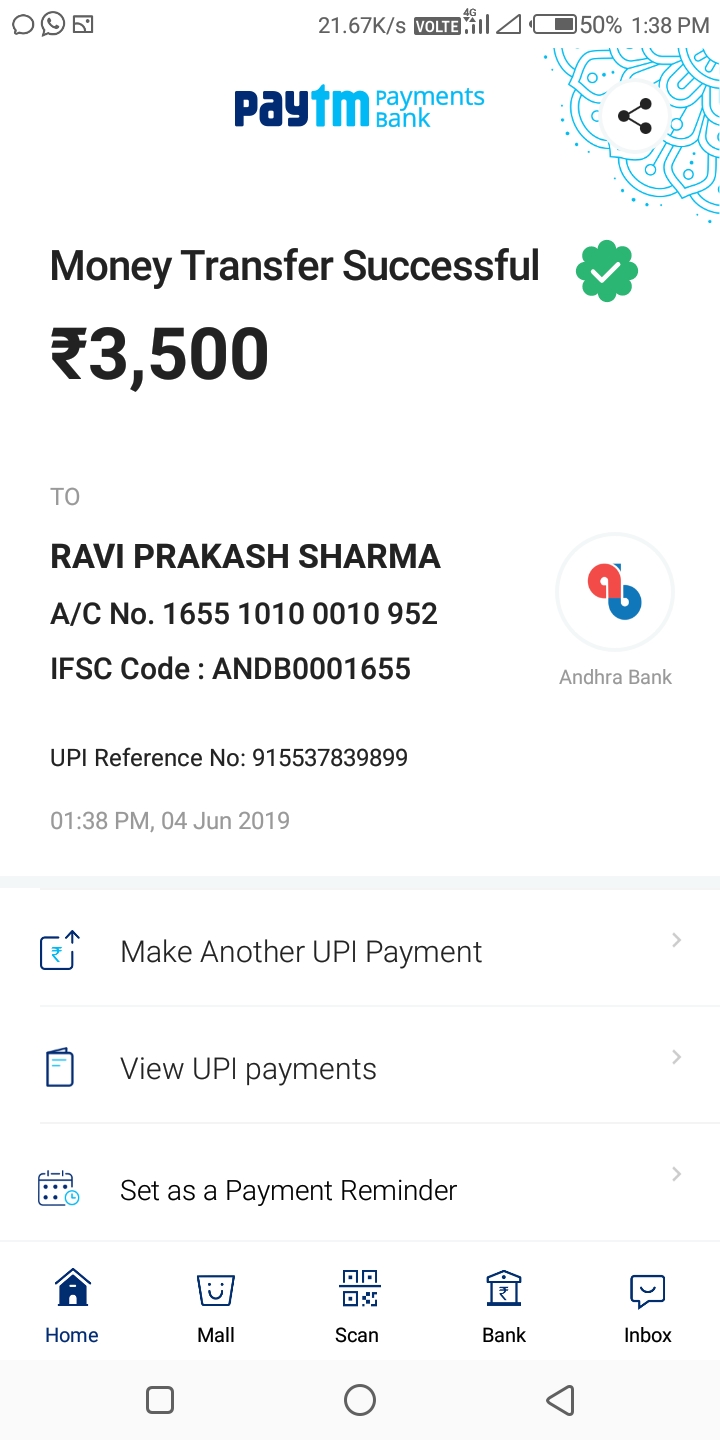 21.67K/s VOLTE 4G 50% 1:38 PM
paytm Payments Bank
Money Transfer Successful
₹3,500
TO
RAVI PRAKASH SHARMA
A/C No. 1655 1010 0010 952
IFSC Code : ANDB0001655
Andhra Bank
UPI Reference No: 915537839899
01:38 PM, 04 Jun 2019
Make Another UPI Payment
View UPI payments
Set as a Payment Reminder
Home Mall Scan Bank Inbox